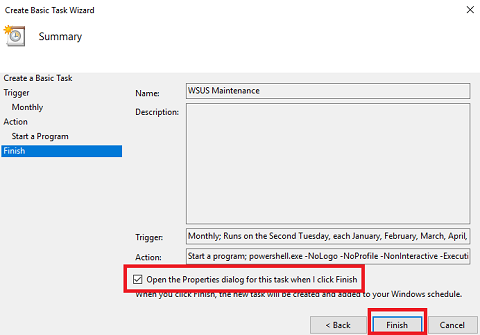 Create Basic Task Wizard
Summary
Create a Basic Task
Trigger
Monthly
Action
Start a Program
Finish
Name:
WSUS Maintenance
Description:
Trigger:
Monthly; Runs on the Second Tuesday, each January, February, March, April,
Action:
Start a program; powershell.exe -NoLogo -NoProfile -NonInteractive -Executi
Open the Properties dialog for this task when I click Finish
When you click Finish, the new task will be created and added to your Windows schedule.
< Back
Finish
Cancel